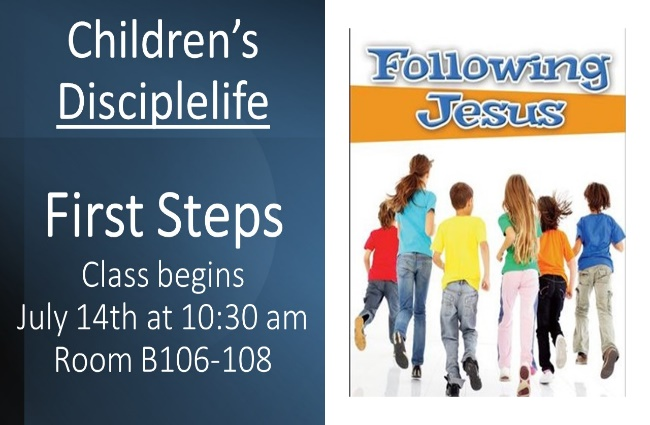 Children's
Disciplelife
First Steps
Class begins
July 14th at 10:30 am
Room B106-108
Following
Jesus